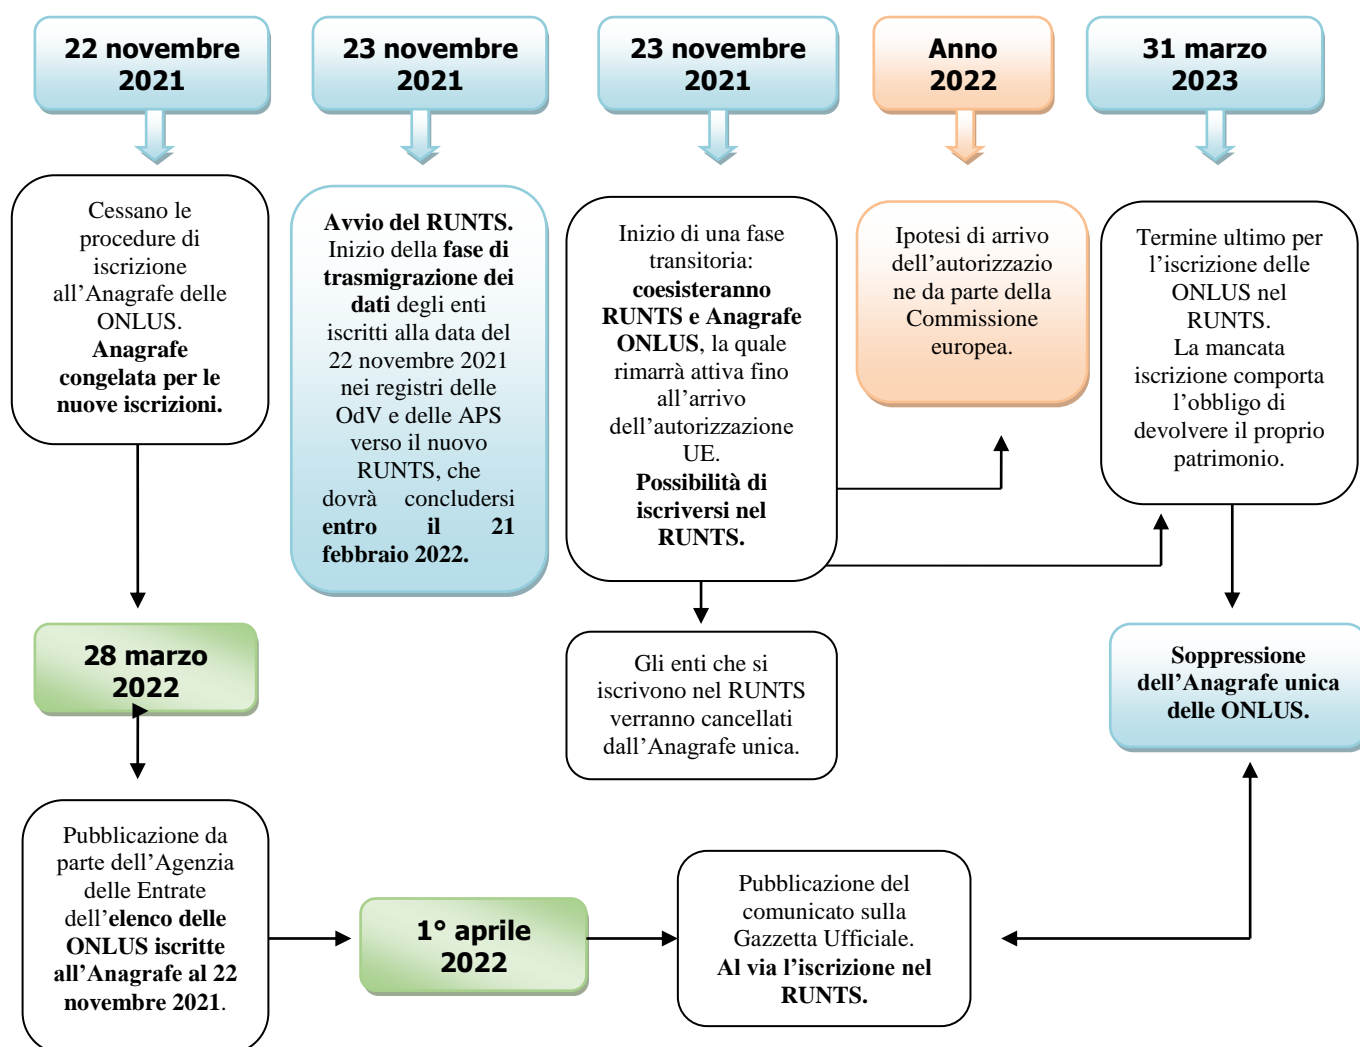 22 novembre
2021
23 novembre
2021
23 novembre
2021
Anno
2022
31 marzo
2023
Cessano le
procedure di
iscrizione
all’Anagrafe delle
ONLUS.
Anagrafe
congelata per le
nuove iscrizioni.
Avvio del RUNTS.
Inizio della fase di
trasmigrazione dei
dati degli enti
iscritti alla data del
22 novembre 2021
nei registri delle
OdV e delle APS
verso il nuovo
RUNTS, che
dovrà concludersi
entro il 21
febbraio 2022.
Inizio di una fase
transitoria:
coesisteranno
RUNTS e Anagrafe
ONLUS, la quale
rimarrà attiva fino
all’arrivo
dell’autorizzazione
UE.
Possibilità di
iscriversi nel
RUNTS.
Ipotesi di arrivo
dell’autorizzazio
ne da parte della
Commissione
europea.
Termine ultimo per
l’iscrizione delle
ONLUS nel
RUNTS.
La mancata
iscrizione comporta
l’obbligo di
devolvere il proprio
patrimonio.
28 marzo
2022
Gli enti che si
iscrivono nel RUNTS
verranno cancellati
dall’Anagrafe unica.
Soppressione
dell’Anagrafe unica
delle ONLUS.
Pubblicazione da
parte dell’Agenzia
delle Entrate
dell’elenco delle
ONLUS iscritte
all’Anagrafe al 22
novembre 2021.
1° aprile
2022
Pubblicazione del
comunicato sulla
Gazzetta Ufficiale.
Al via l’iscrizione nel
RUNTS.